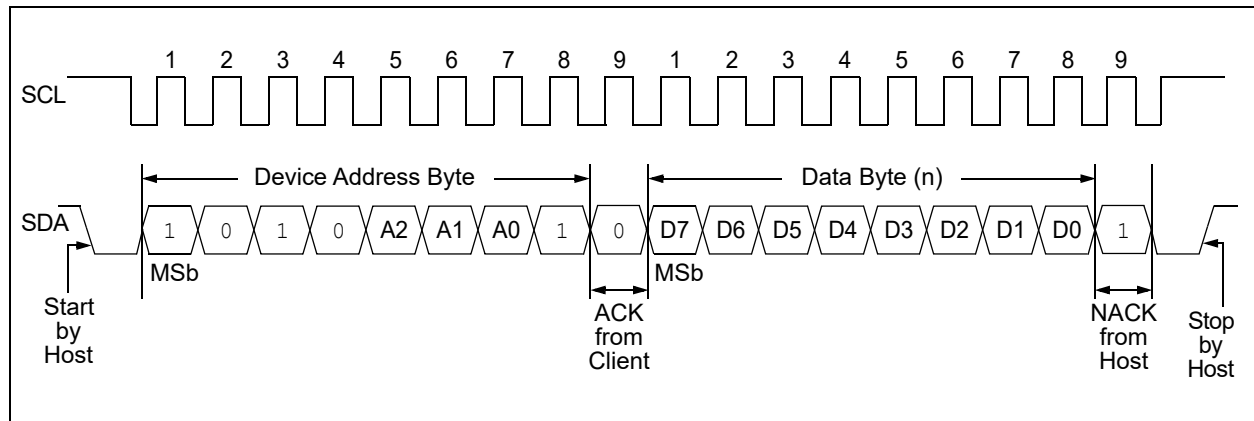 1 2 3 4 5 6 7 8 9 1 2 3 4 5 6 7 8 9
SCL
Device Address Byte
Data Byte (n)
SDA
1 0 1 0 A2 A1 A0 1 0 D7 D6 D5 D4 D3 D2 D1 D0 1
MSb
MSb
Start
by
Host
ACK
from
Client
NACK
from
Host
Stop
by
Host